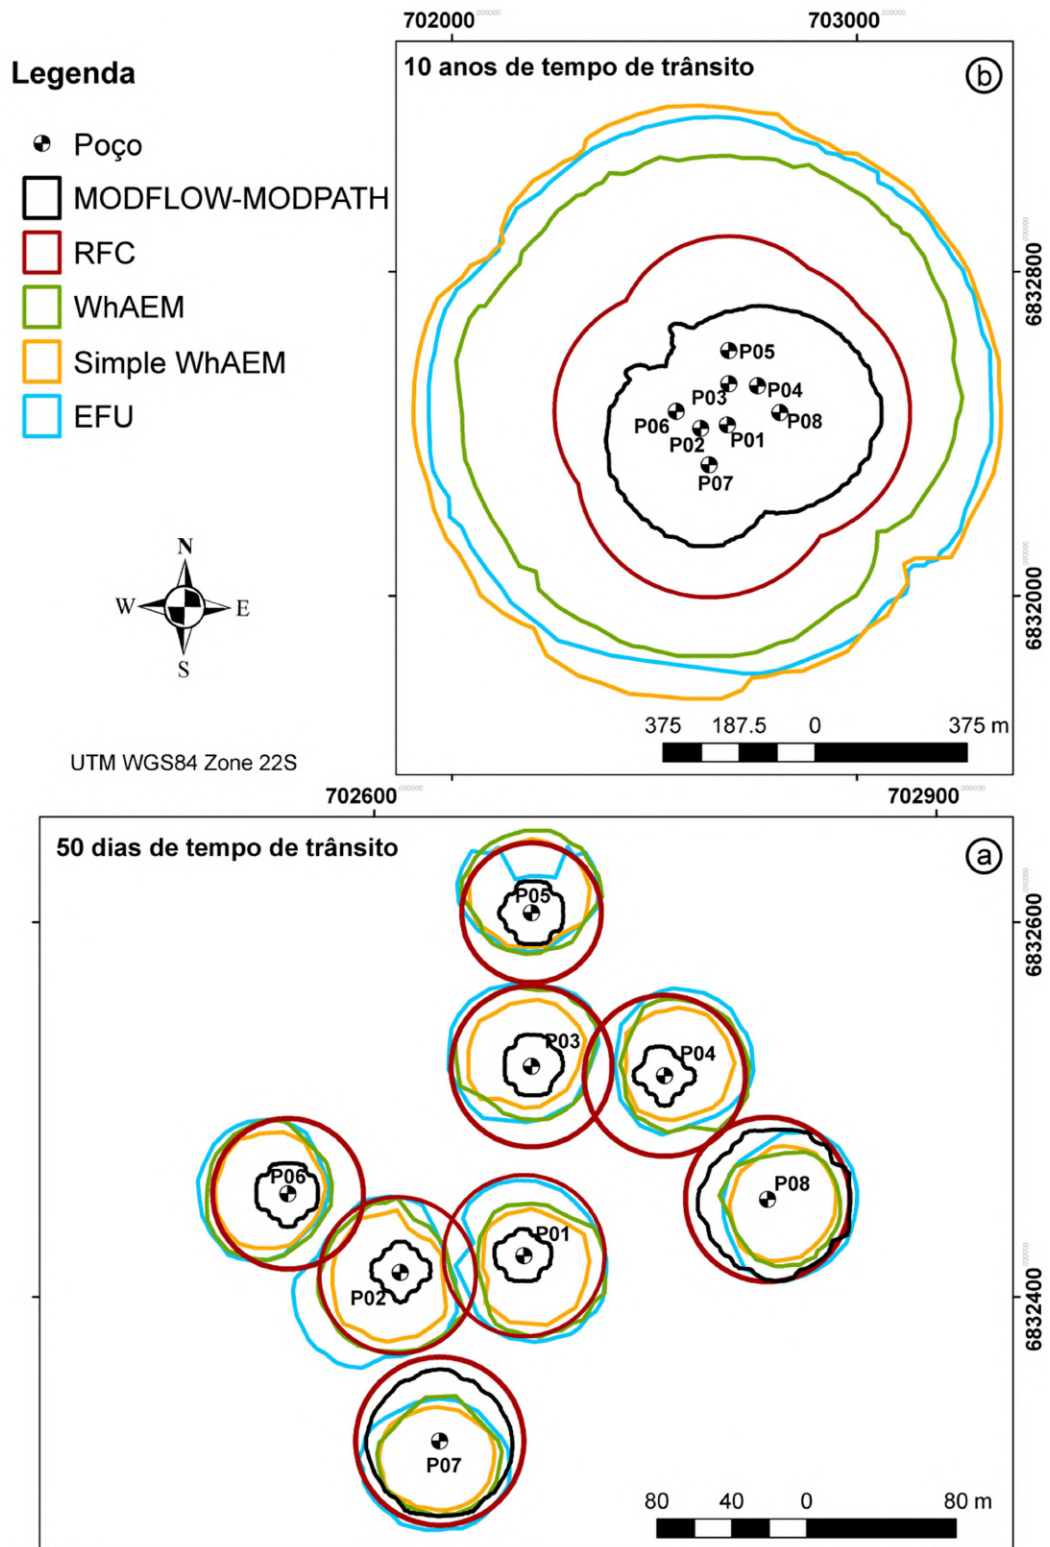 702000
703000
Legenda
10 anos de tempo de trânsito
b
Poço
MODFLOW-MODPATH
RFC
WhAEM
Simple WhAEM
EFU
6832800
P05
P03
P04
P06
P08
P02
P01
P07
6832000
N
W
E
S
375 187.5 0 375 m
UTM WGS84 Zone 22S
702600
702900
50 dias de tempo de trânsito
a
P05
6832600
P03
P04
P06
P08
P01
P02
6832400
P07
80 40 0 80 m